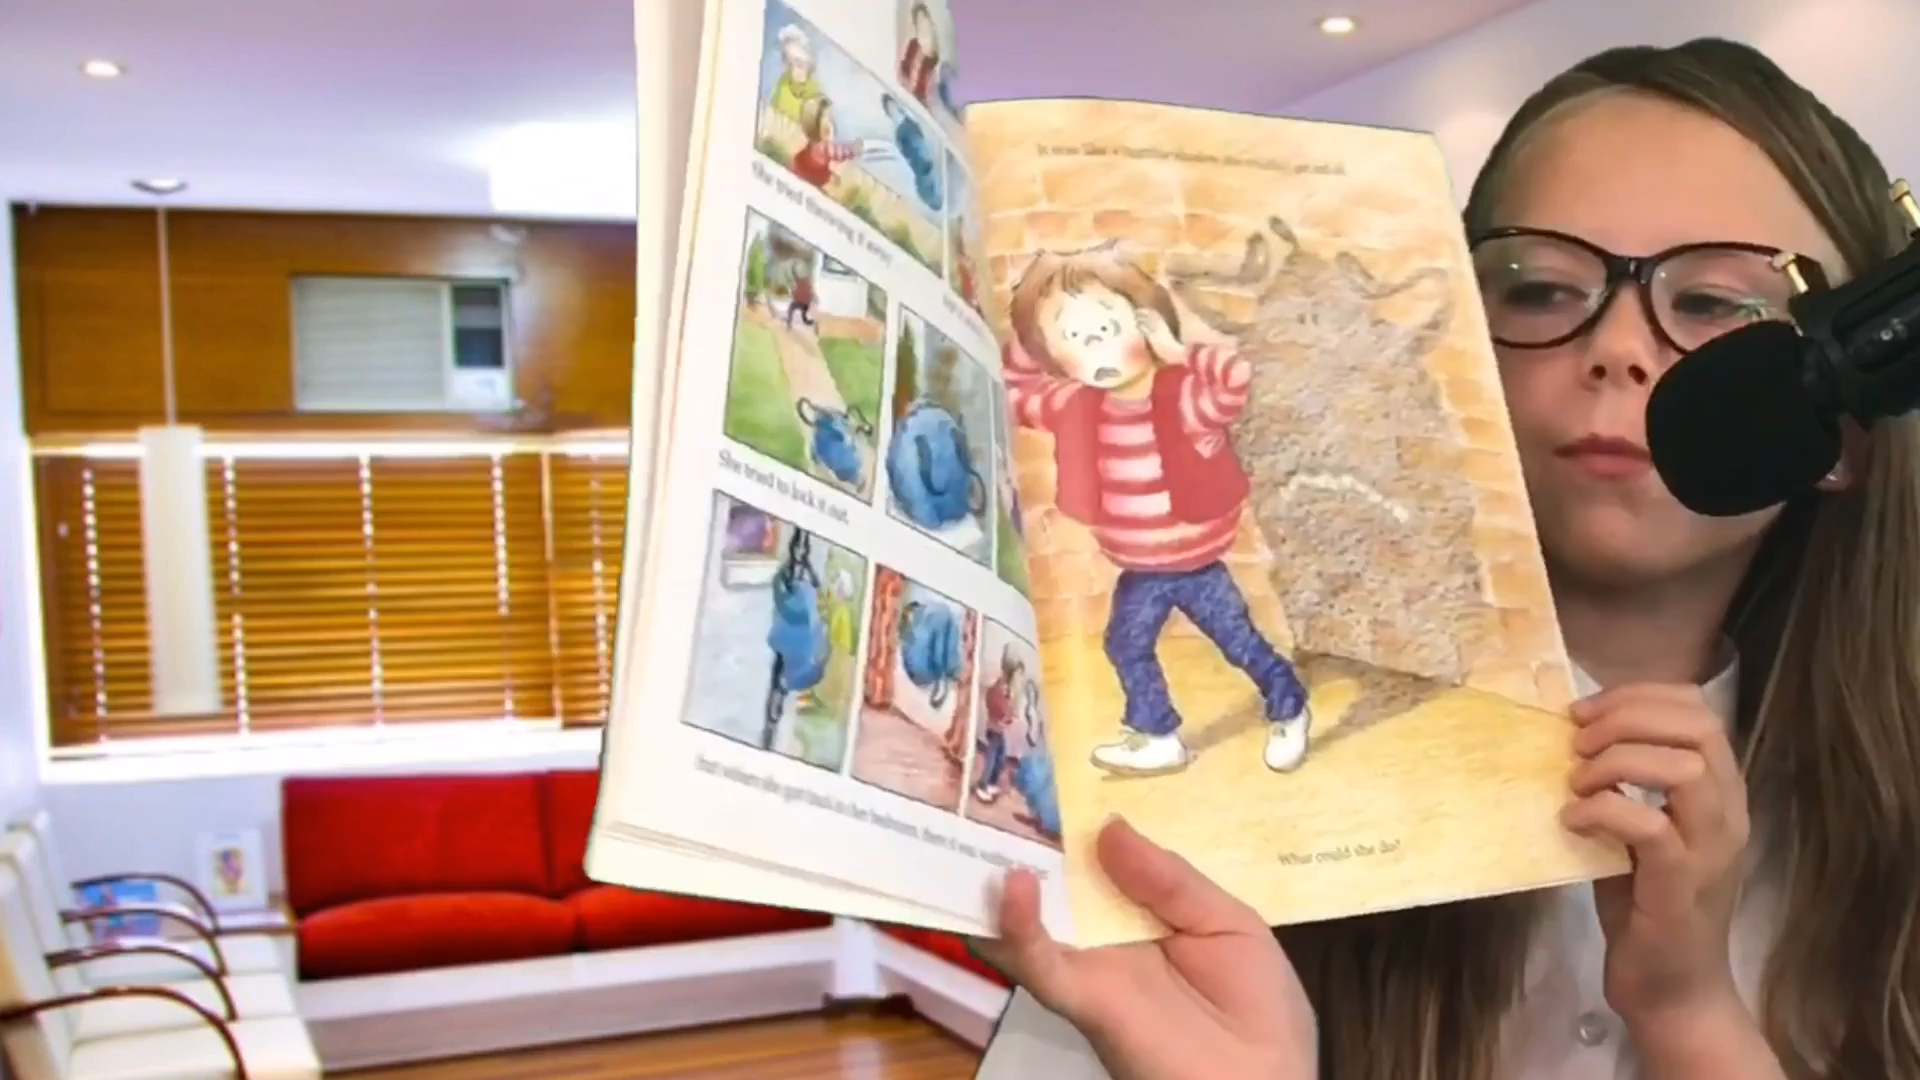 She tried throwing it away.
She tried to lock it out.
But when she got back to her bedroom, there it was waiting
It was like a horrible shadow she couldn't get rid of.
What could she do?